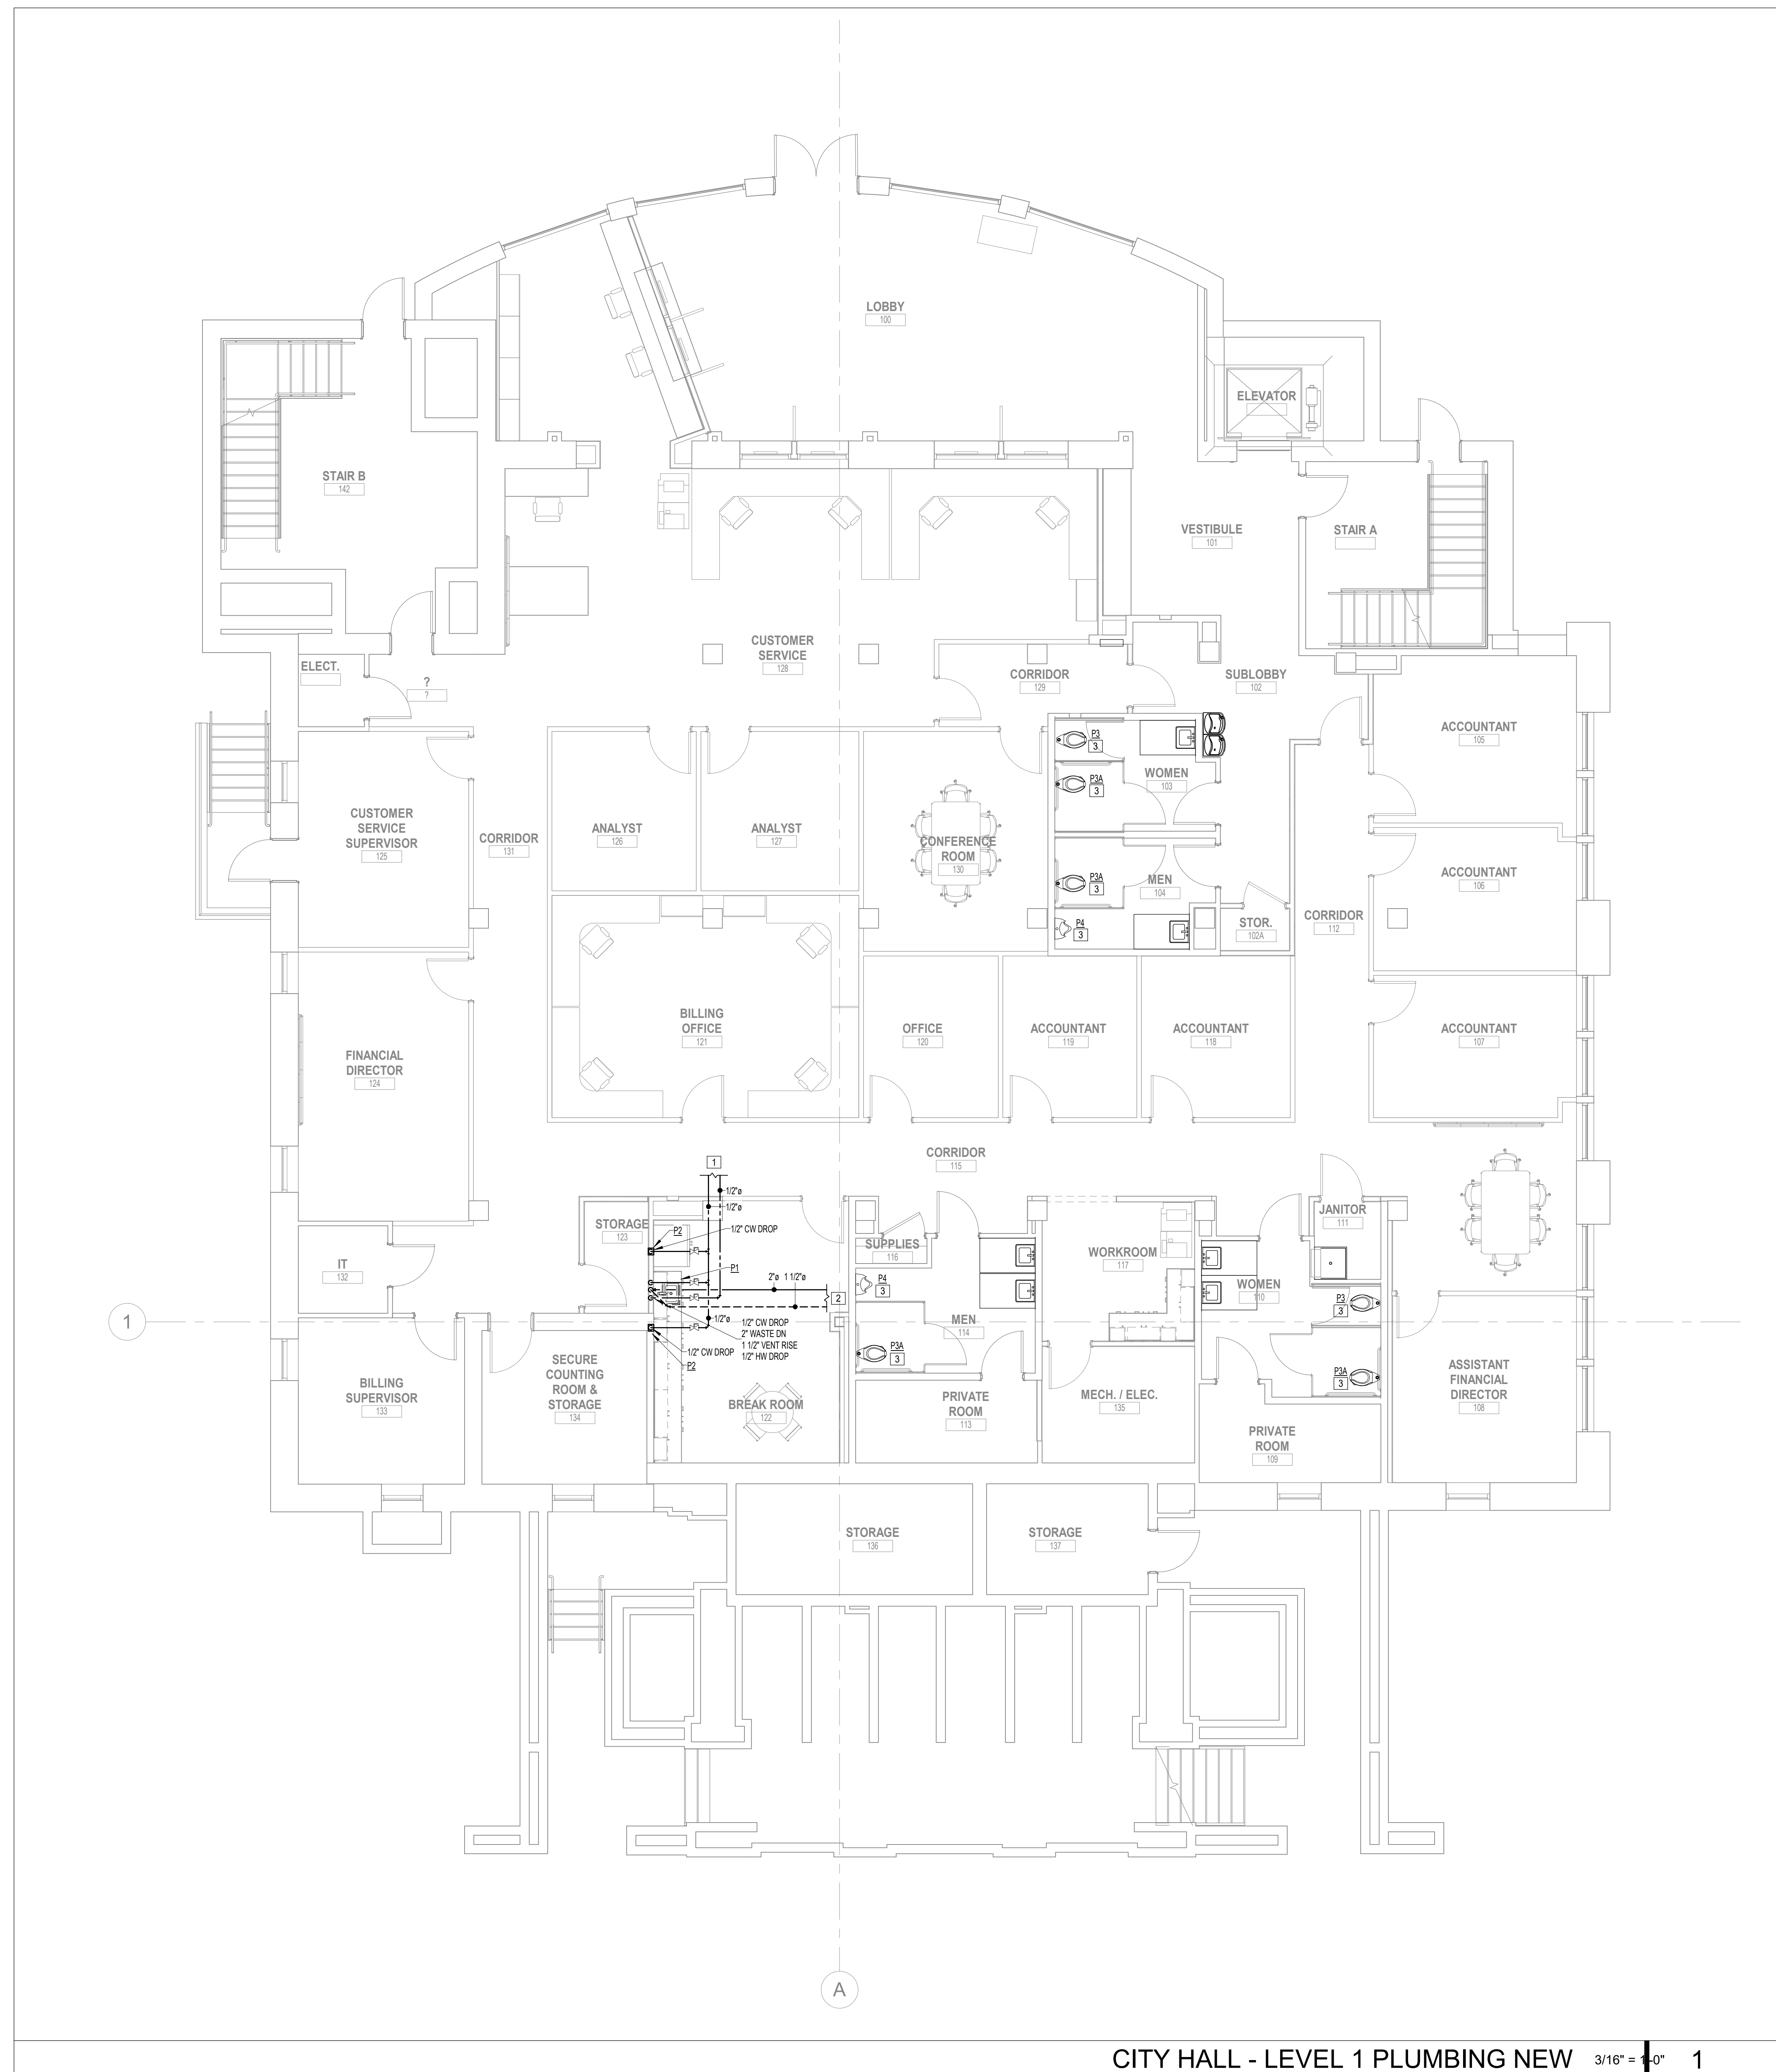 LOBBY
100
ELEVATOR
STAIR B
142
VESTIBULE
101
STAIR A
CUSTOMER
SERVICE
128
ELECT.
?
?
CORRIDOR
129
SUBLOBBY
102
ACCOUNTANT
105
P3
3
WOMEN
103
P3A
3
CUSTOMER
SERVICE
SUPERVISOR
125
CORRIDOR
131
ANALYST
126
ANALYST
127
CONFERENCE
ROOM
130
P3A
3
MEN
104
P4
3
ACCOUNTANT
106
STOR.
102A
CORRIDOR
112
BILLING
OFFICE
121
OFFICE
120
ACCOUNTANT
119
ACCOUNTANT
118
ACCOUNTANT
107
FINANCIAL
DIRECTOR
124
CORRIDOR
115
1
1/2"ø
1/2"ø
STORAGE
123
P2
1/2" CW DROP
P1
2"ø
1 1/2"ø
2
1/2"ø
1/2" CW DROP
2" WASTE DN
1 1/2" VENT RISE
1/2" HW DROP
1/2" CW DROP
P2
SUPPLIES
116
P4
3
MEN
114
P3A
3
WORKROOM
117
JANITOR
111
WOMEN
110
P3
3
P3A
3
IT
132
1
BILLING
SUPERVISOR
133
SECURE
COUNTING
ROOM &
STORAGE
134
BREAK ROOM
122
PRIVATE
ROOM
113
MECH. / ELEC.
135
PRIVATE
ROOM
109
ASSISTANT
FINANCIAL
DIRECTOR
108
STORAGE
136
STORAGE
137
A
CITY HALL - LEVEL 1 PLUMBING NEW 3/16" = 1'-0" 1